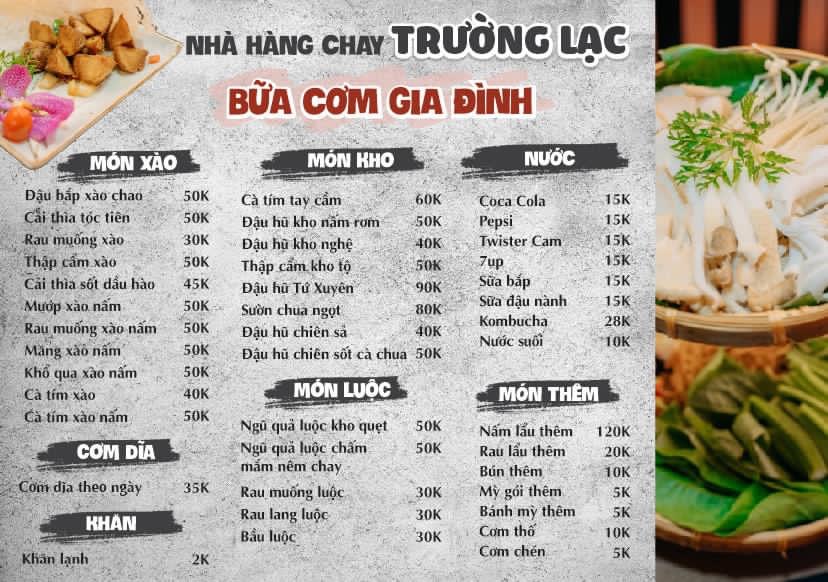 NHÀ HÀNG CHAY TRƯỜNG LẠC
BỮA CƠM GIA ĐÌNH
MÓN XÀO
Đậu bắp xào chao 50K
Cải thìa tóc tiên 50K
Rau muống xào 30K
Thập cẩm xào 50K
Cải thìa sốt dầu hào 45K
Mướp xào nấm 50K
Rau muống xào nấm 50K
Măng xào nấm 50K
Khổ qua xào nấm 50K
Cà tím xào 40K
Cà tím xào nấm 50K
CƠM DĨA
Cơm dĩa theo ngày 35K
KHĂN
Khăn lạnh 2K
MÓN KHO
Cà tím tay cầm 60K
Đậu hũ kho nấm rơm 50K
Đậu hũ kho nghệ 40K
Thập cẩm kho tộ 50K
Đậu hũ Tứ Xuyên 90K
Sườn chua ngọt 80K
Đậu hũ chiên sả 40K
Đậu hũ chiên sốt cà chua 50K
MÓN LUỘC
Ngũ quả luộc kho quẹt 50K
Ngũ quả luộc chấm 50K
mắm nêm chay
Rau muống luộc 30K
Rau lang luộc 30K
Bầu luộc 30K
NƯỚC
Coca Cola 15K
Pepsi 15K
Twister Cam 15K
7up 15K
Sữa bắp 15K
Sữa đậu nành 15K
Kombucha 28K
Nước suối 10K
MÓN THÊM
Nấm lẩu thêm 120K
Rau lẩu thêm 20K
Bún thêm 10K
Mỳ gói thêm 5K
Bánh mỳ thêm 5K
Cơm thố 10K
Cơm chén 5K